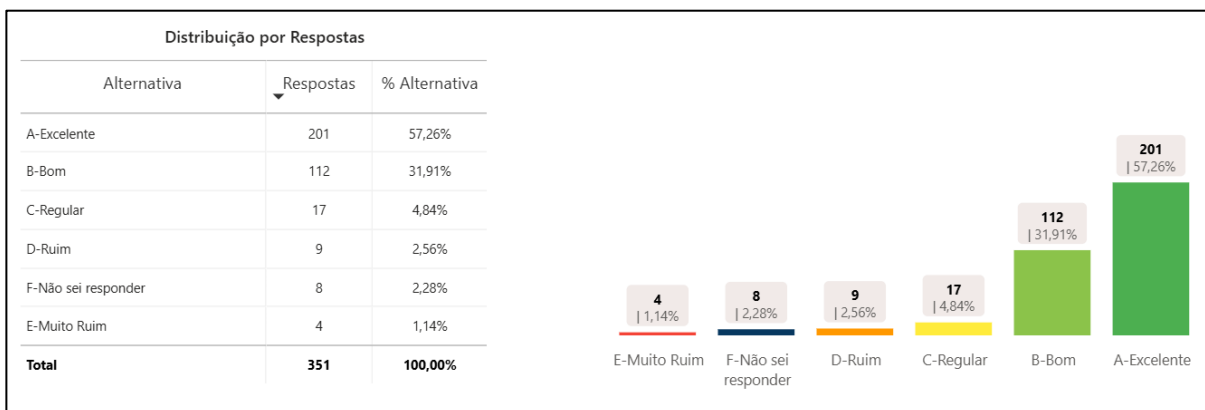 Distribuição por Respostas
Alternativa Respostas % Alternativa
A-Excelente 201 57,26%
B-Bom 112 31,91%
C-Regular 17 4,84%
D-Ruim 9 2,56%
F-Não sei responder 8 2,28%
E-Muito Ruim 4 1,14%
Total 351 100,00%
201
| 57,26%
112
| 31,91%
17
| 4,84%
9
| 2,56%
8
| 2,28%
4
| 1,14%
E-Muito Ruim F-Não sei responder D-Ruim C-Regular B-Bom A-Excelente